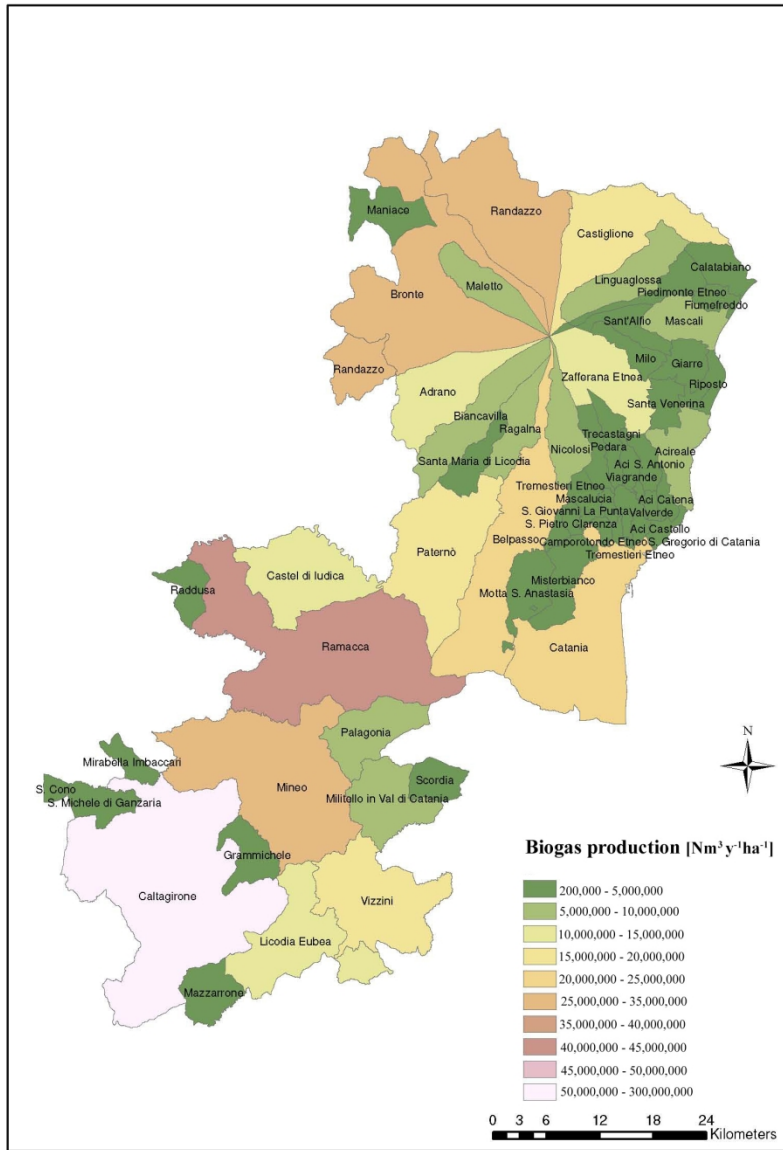 Randazzo
Maniace
Castiglione
Calatabiano
Linguaglossa
Maletto
Piedimonte Etneo
Bronte
Fiumefreddo
Sant'Alfio
Mascali
Milo
Giarre
Randazzo
Zafferana Etnea
Adrano
Riposto
Santa Venerina
Biancavilla
Ragalna
Trecastagni
Nicolosi
Pedara
Acireale
Santa Maria di Licodia
Aci S. Antonio
Viagrande
Tremestieri Etneo
Mascalucia
Aci Catena
S. Giovanni La Punta
Valverde
S. Pietro Clarenza
Aci Castello
Belpasso
Camporotondo Etneo
S. Gregorio di Catania
Paternò
Tremestieri Etneo
Castel di Iudica
Raddusa
Misterbianco
Motta S. Anastasia
Ramacca
Catania
Palagonia
N
Mirabella Imbaccari
Scordia
S. Cono
Mineo
S. Michele di Ganzaria
Militello in Val di Catania
Grammichele
Caltagirone
Vizzini
Licodia Eubea
Mazzarrone
Biogas production [Nm³ y⁻¹ha⁻¹]
200,000 - 5,000,000
5,000,000 - 10,000,000
10,000,000 - 15,000,000
15,000,000 - 20,000,000
20,000,000 - 25,000,000
25,000,000 - 35,000,000
35,000,000 - 40,000,000
40,000,000 - 45,000,000
45,000,000 - 50,000,000
50,000,000 - 300,000,000
0 3 6 12 18 24
Kilometers